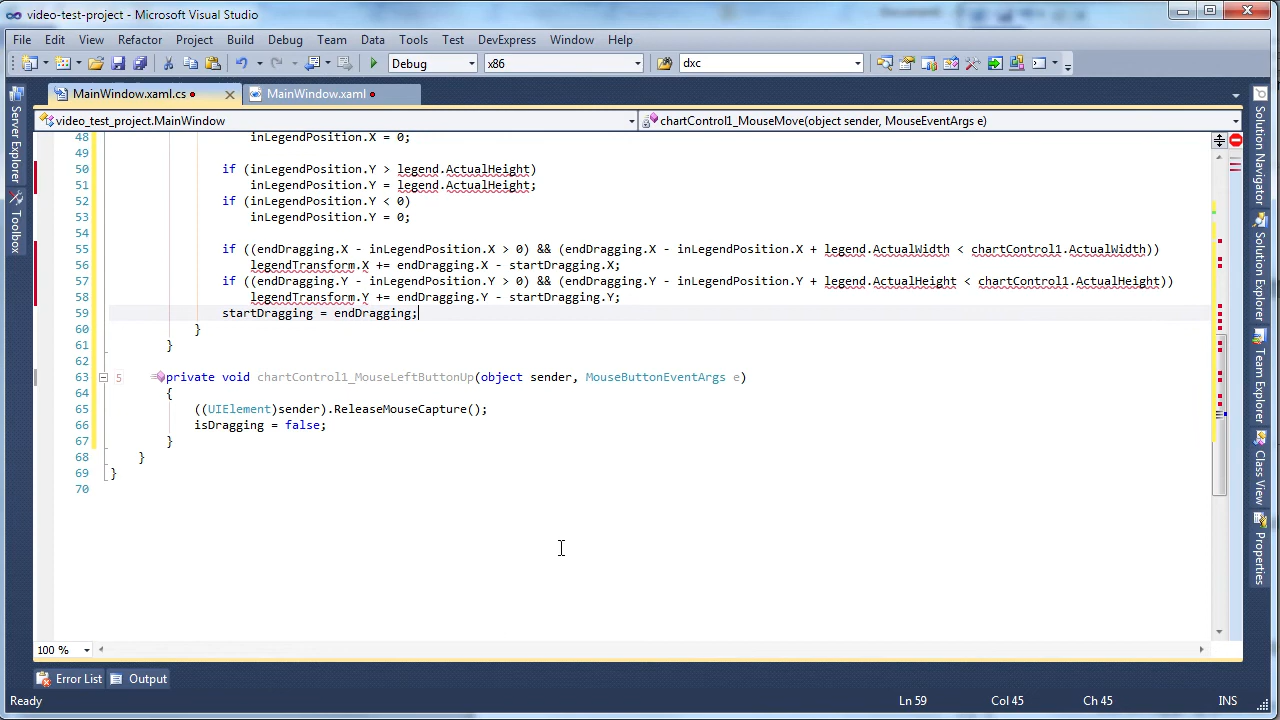 video-test-project - Microsoft Visual Studio
File Edit View Refactor Project Build Debug Team Data Tools Test DevExpress Window Help
Debug x86 dxc
MainWindow.xaml.cs MainWindow.xaml
video_test_project.MainWindow chartControl1_MouseMove(object sender, MouseEventArgs e)
48 inLegendPosition.X = 0;
49
50 if (inLegendPosition.Y > legend.ActualHeight)
51 inLegendPosition.Y = legend.ActualHeight;
52 if (inLegendPosition.Y < 0)
53 inLegendPosition.Y = 0;
54
55 if ((endDragging.X - inLegendPosition.X > 0) && (endDragging.X - inLegendPosition.X + legend.ActualWidth < chartControl1.ActualWidth))
56 legendTransform.X += endDragging.X - startDragging.X;
57 if ((endDragging.Y - inLegendPosition.Y > 0) && (endDragging.Y - inLegendPosition.Y + legend.ActualHeight < chartControl1.ActualHeight))
58 legendTransform.Y += endDragging.Y - startDragging.Y;
59 startDragging = endDragging;
60 }
61 }
62
63 5 private void chartControl1_MouseLeftButtonUp(object sender, MouseButtonEventArgs e)
64 {
65 ((UIElement)sender).ReleaseMouseCapture();
66 isDragging = false;
67 }
68 }
69 }
70
100 %
Error List Output
Ready Ln 59 Col 45 Ch 45 INS
Server Explorer
Toolbox
Solution Navigator
Solution Explorer
Team Explorer
Class View
Properties